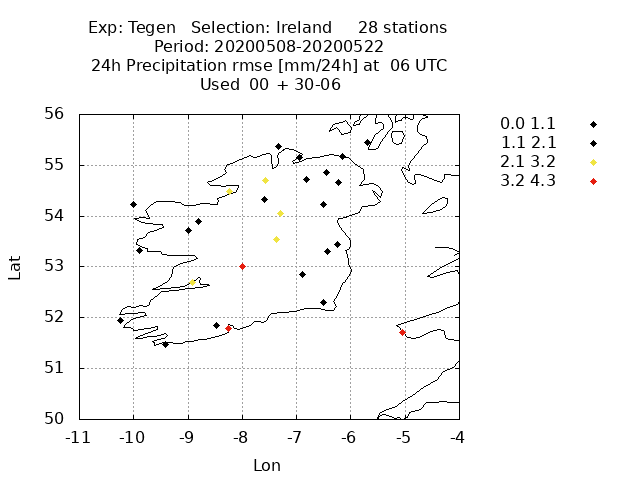 Exp: Tegen   Selection: Ireland     28 stations
Period: 20200508-20200522
24h Precipitation rmse [mm/24h] at  06 UTC
Used  00 + 30-06
0.0 1.1
1.1 2.1
2.1 3.2
3.2 4.3
56
55
54
53
52
51
50
Lat
-11 -10 -9 -8 -7 -6 -5 -4
Lon